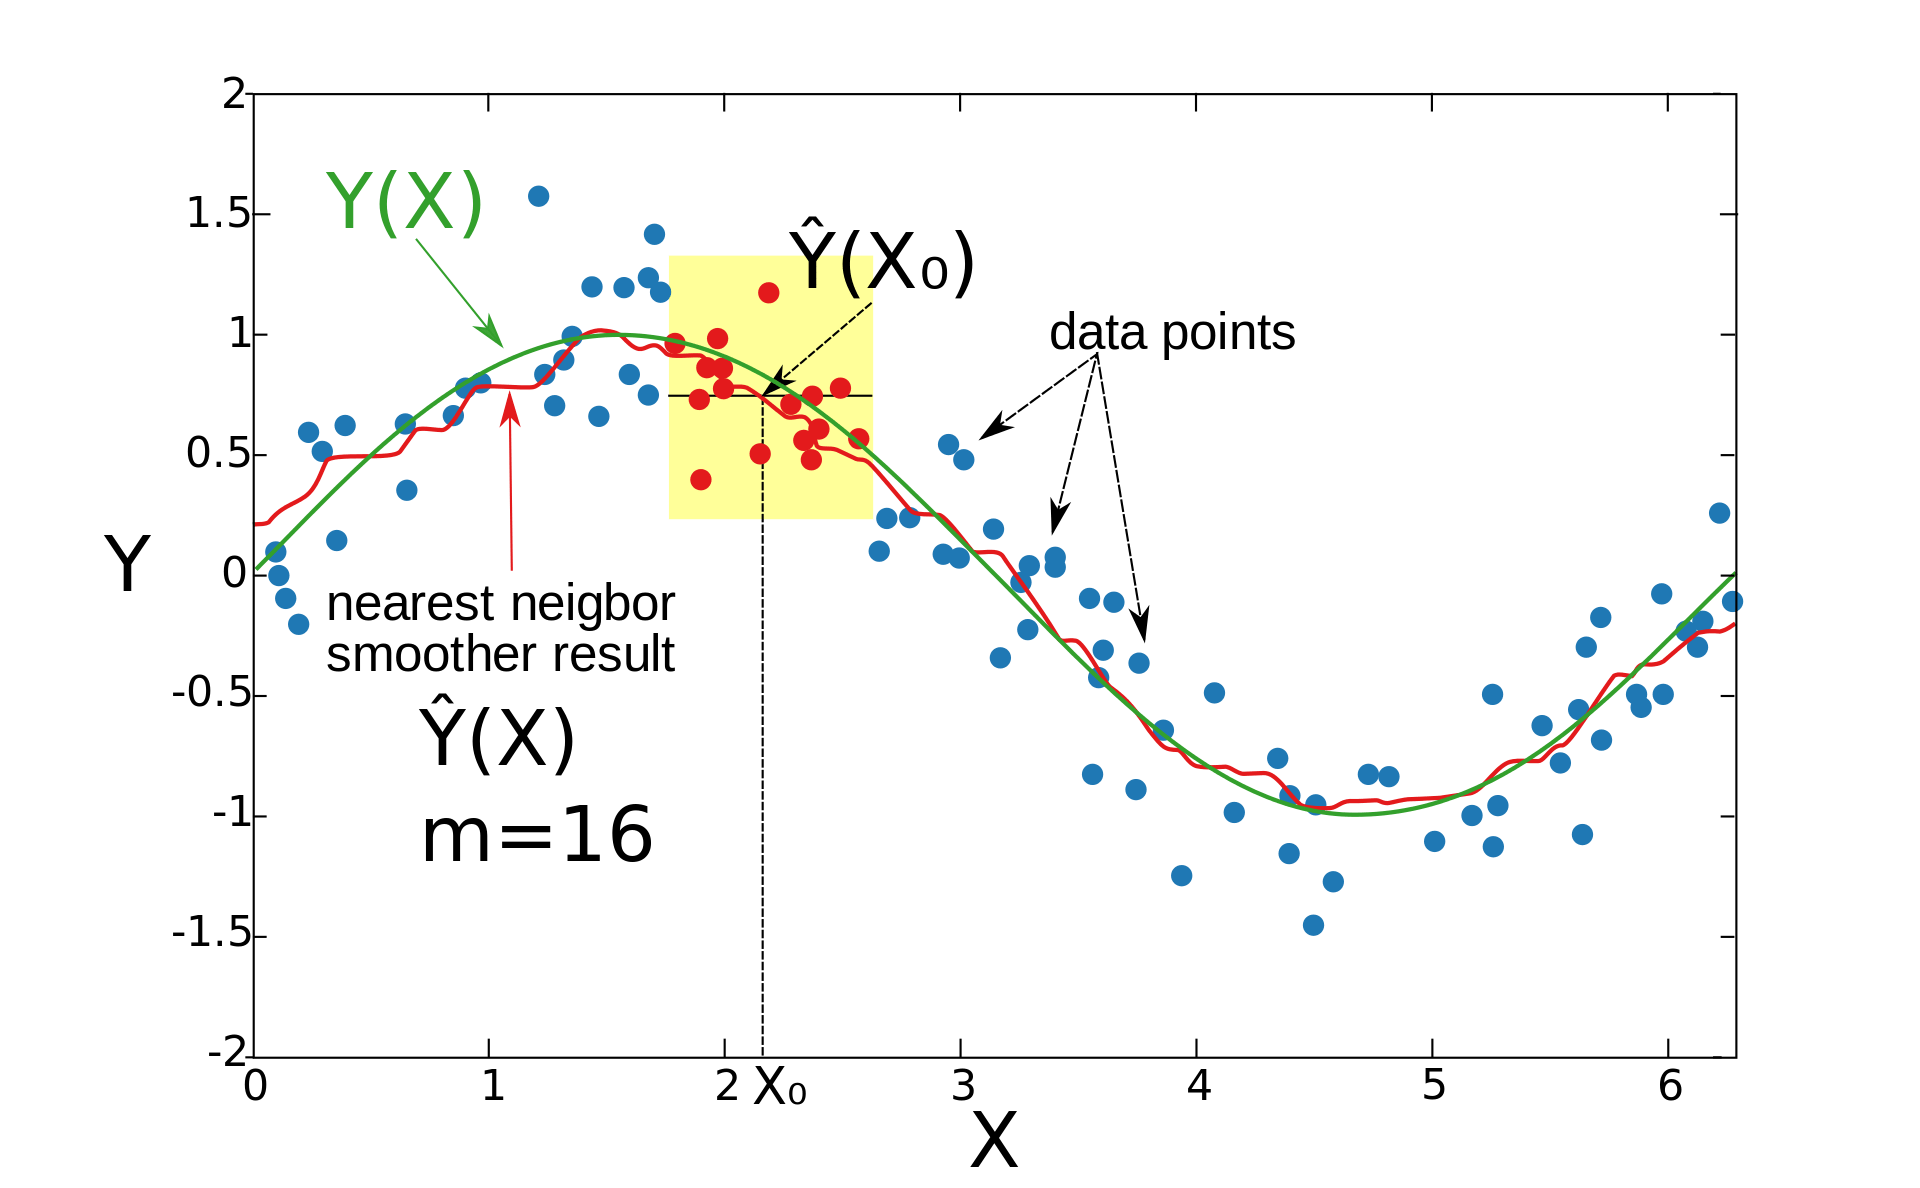 2
1.5
1
0.5
0
-0.5
-1
-1.5
-2
Y
Y(X)
Ŷ(X₀)
data points
nearest neigbor
smoother result
Ŷ(X)
m=16
0 1 2 X₀ 3 4 5 6
X